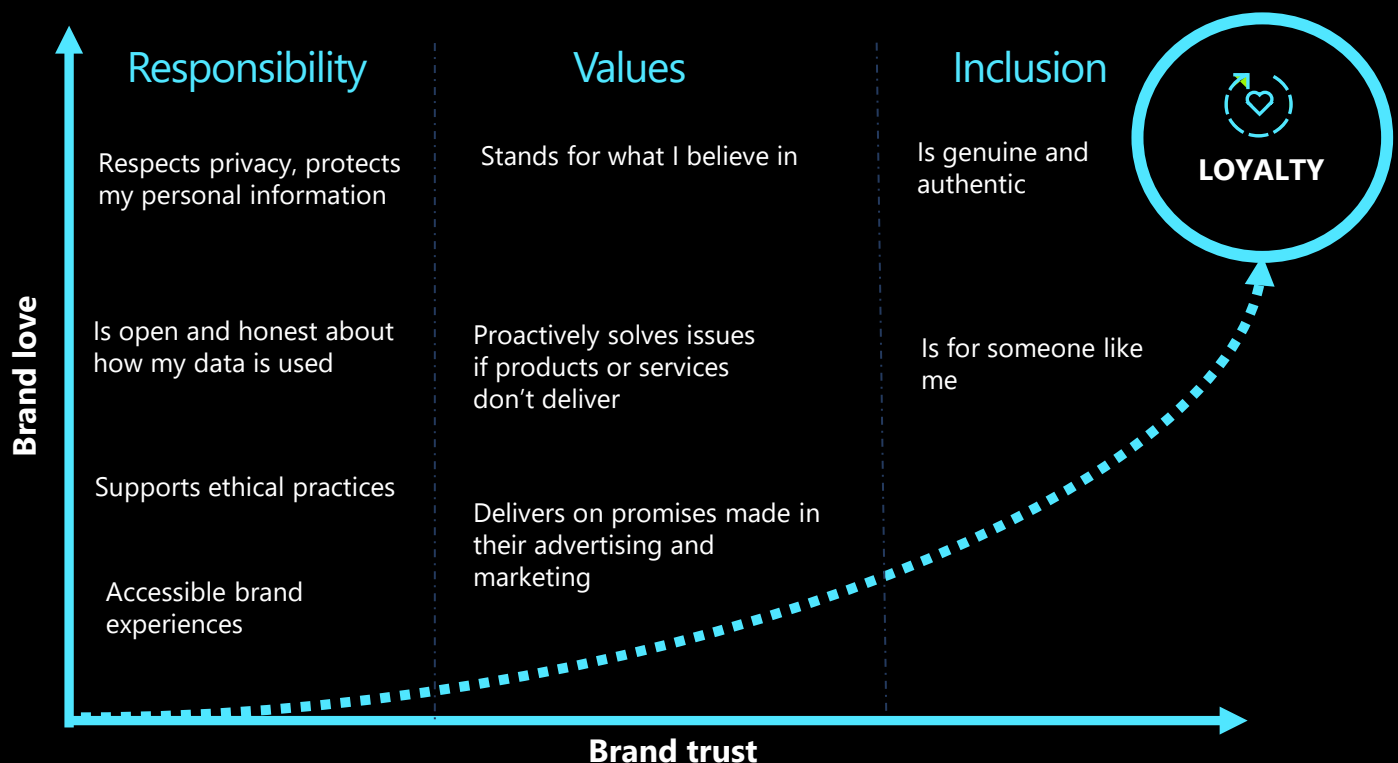 Responsibility
Respects privacy, protects
my personal information
Is open and honest about
how my data is used
Supports ethical practices
Accessible brand
experiences
Values
Stands for what I believe in
Proactively solves issues
if products or services
don’t deliver
Delivers on promises made in
their advertising and
marketing
Inclusion
Is genuine and
authentic
Is for someone like
me
LOYALTY
Brand love
Brand trust